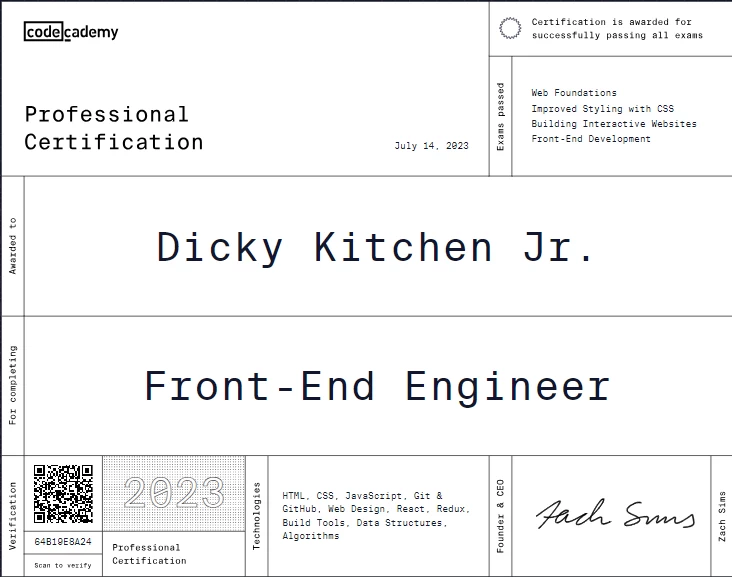 codecademy
Certification is awarded for
successfully passing all exams
Professional
Certification
July 14, 2023
Exams passed
Web Foundations
Improved Styling with CSS
Building Interactive Websites
Front-End Development
Awarded to
Dicky Kitchen Jr.
For completing
Front-End Engineer
Verification
64B19E8A24
Scan to verify
2023
Professional
Certification
Technologies
HTML, CSS, JavaScript, Git &
GitHub, Web Design, React, Redux,
Build Tools, Data Structures,
Algorithms
Founder & CEO
Zach Sims
Zach Sims